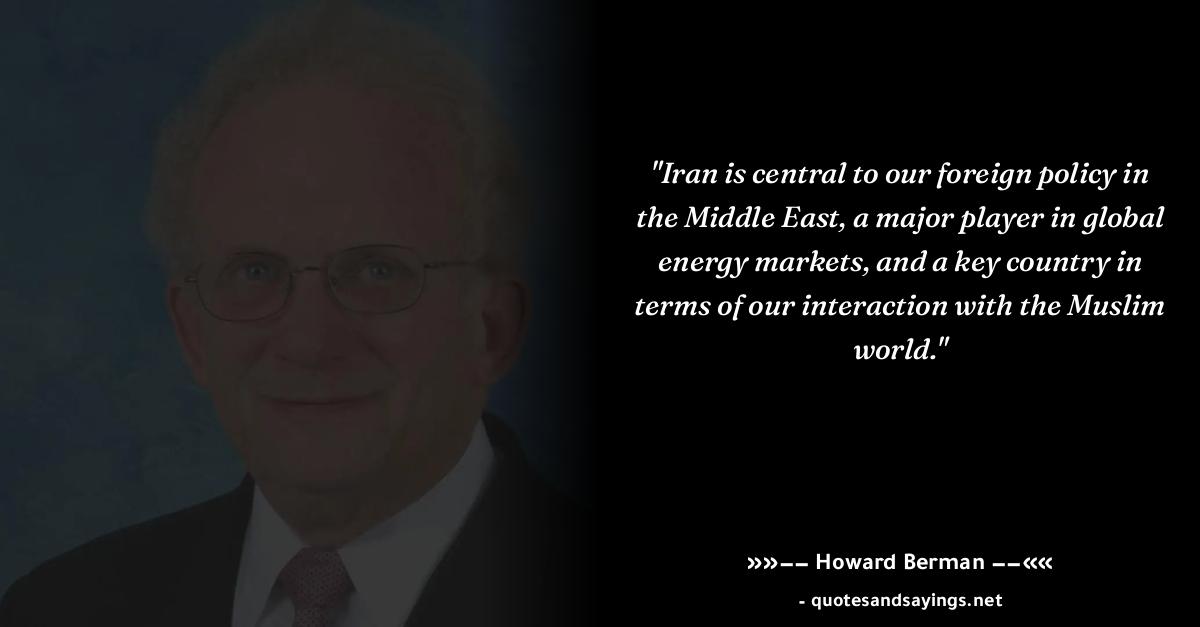 "Iran is central to our foreign policy in
the Middle East, a major player in global
energy markets, and a key country in
terms of our interaction with the Muslim
world."
»»−− Howard Berman −−««
- quotesandsayings.net